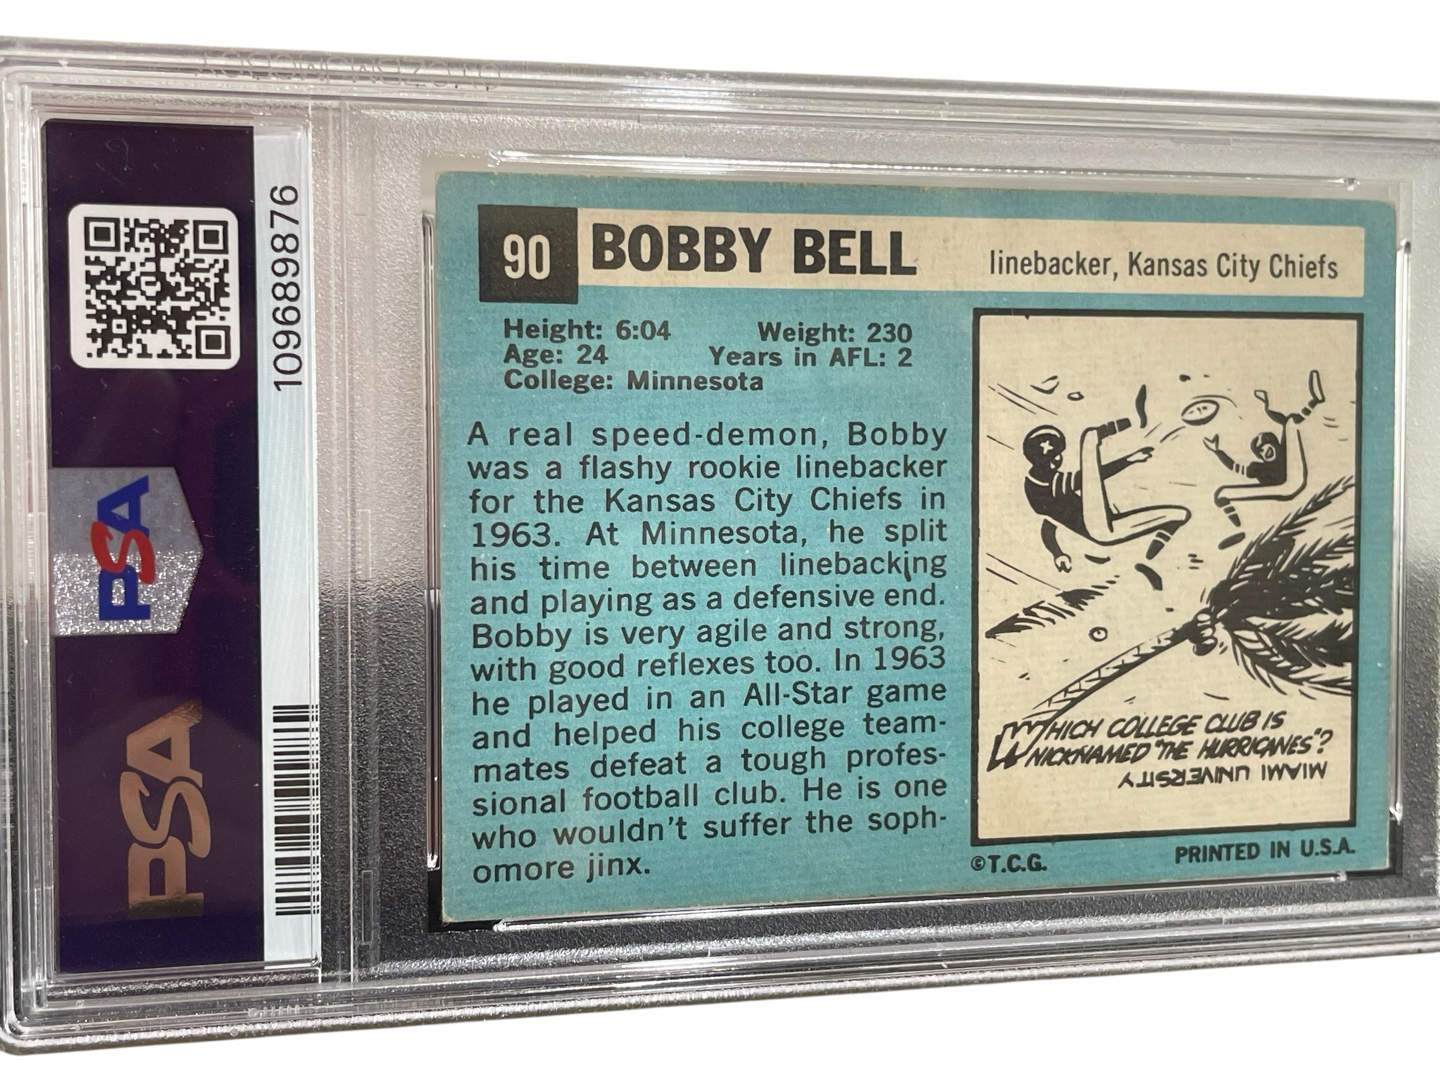 109689876
PSA
PSA
90
BOBBY BELL
linebacker, Kansas City Chiefs
Height: 6:04 Weight: 230
Age: 24 Years in AFL: 2
College: Minnesota
A real speed-demon, Bobby
was a flashy rookie linebacker
for the Kansas City Chiefs in
1963. At Minnesota, he split
his time between linebacking
and playing as a defensive end.
Bobby is very agile and strong,
with good reflexes too. In 1963
he played in an All-Star game
and helped his college team-
mates defeat a tough profes-
sional football club. He is one
who wouldn't suffer the soph-
omore jinx.
WHICH COLLEGE CLUB IS
NICKNAMED "THE HURRICANES"?
MIAMI UNIVERSITY
©T.C.G.
PRINTED IN U.S.A.